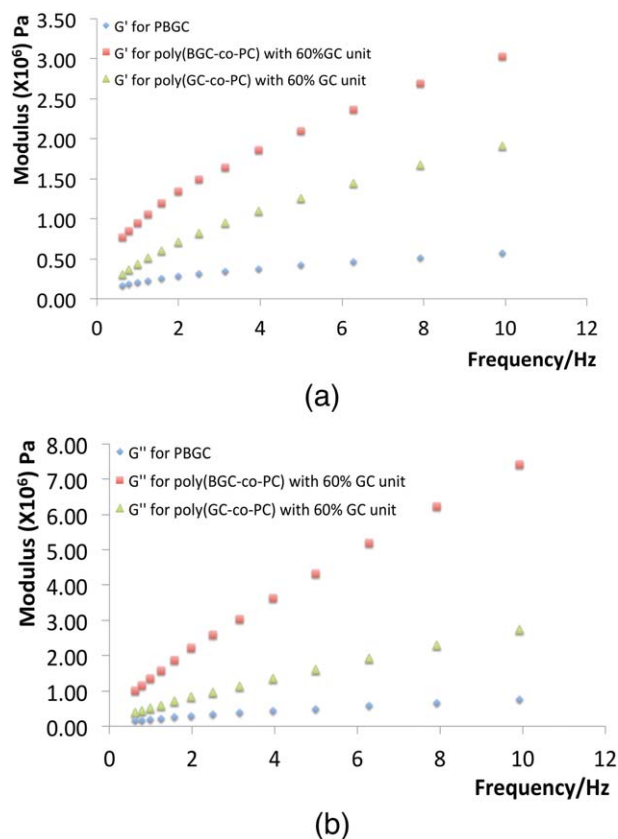 3.50
3.00
2.50
2.00
1.50
1.00
0.50
0.00
Modulus (X10⁶) Pa
G' for PBGC
G' for poly(BGC-co-PC) with 60%GC unit
G' for poly(GC-co-PC) with 60% GC unit
0 2 4 6 8 10 12
Frequency/Hz
(a)
8.00
7.00
6.00
5.00
4.00
3.00
2.00
1.00
0.00
Modulus (X10⁶) Pa
G'' for PBGC
G'' for poly(BGC-co-PC) with 60% GC unit
G'' for poly(GC-co-PC) with 60% GC unit
0 2 4 6 8 10 12
Frequency/Hz
(b)